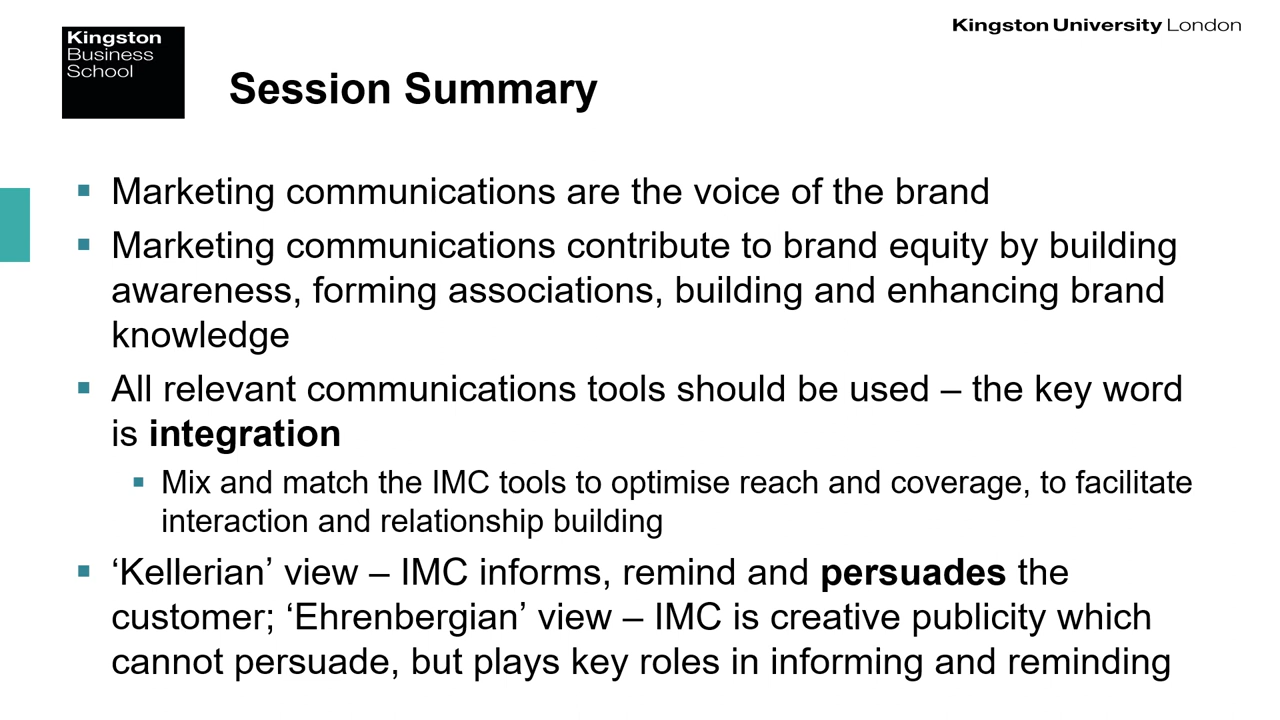 Kingston
Business
School
Kingston University London
Session Summary
▪ Marketing communications are the voice of the brand
▪ Marketing communications contribute to brand equity by building
awareness, forming associations, building and enhancing brand
knowledge
▪ All relevant communications tools should be used – the key word
is integration
▪ Mix and match the IMC tools to optimise reach and coverage, to facilitate
interaction and relationship building
▪ ‘Kellerian’ view – IMC informs, remind and persuades the
customer; ‘Ehrenbergian’ view – IMC is creative publicity which
cannot persuade, but plays key roles in informing and reminding